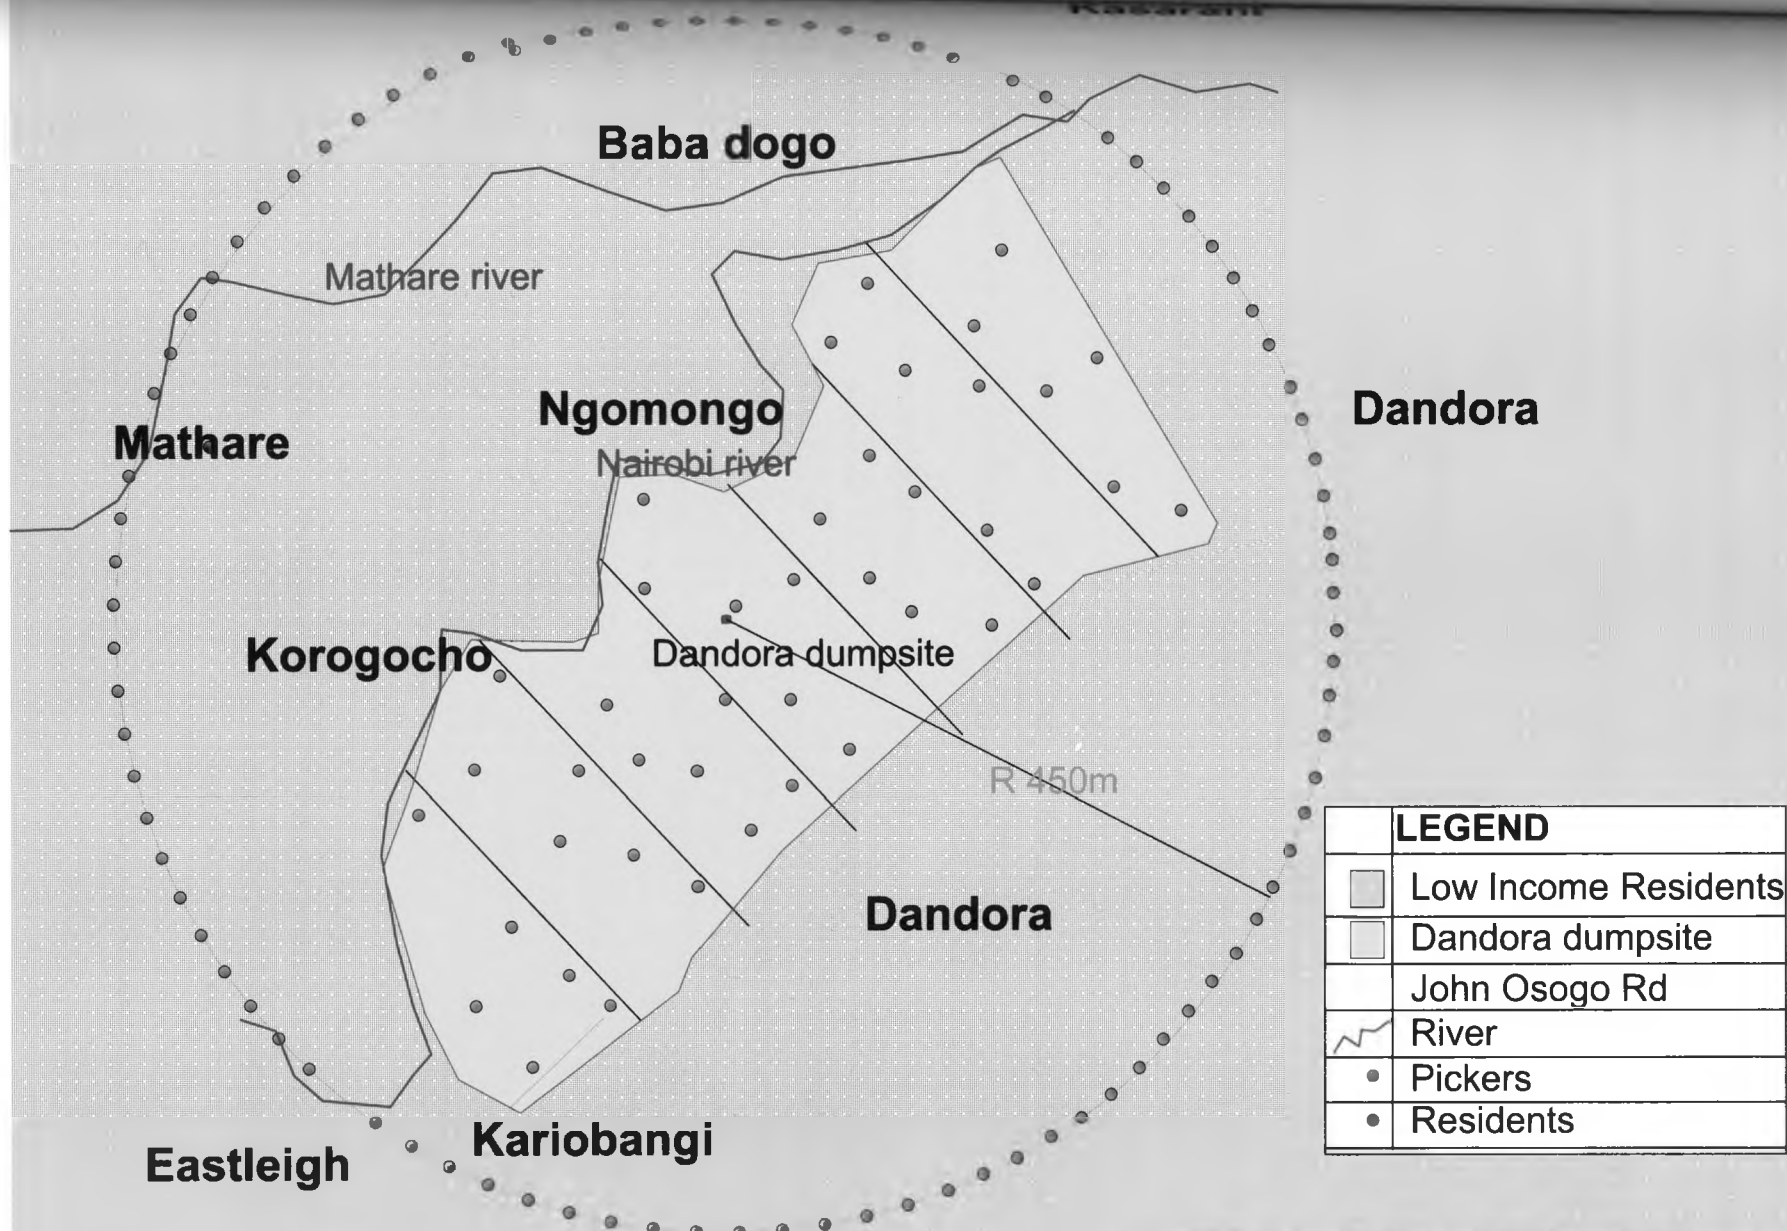 Kasarani
Baba dogo
Mathare river
Ngomongo
Dandora
Mathare
Nairobi river
Korogocho
Dandora dumpsite
R 450m
Dandora
LEGEND
Low Income Residents
Dandora dumpsite
John Osogo Rd
River
Pickers
Residents
Kariobangi
Eastleigh